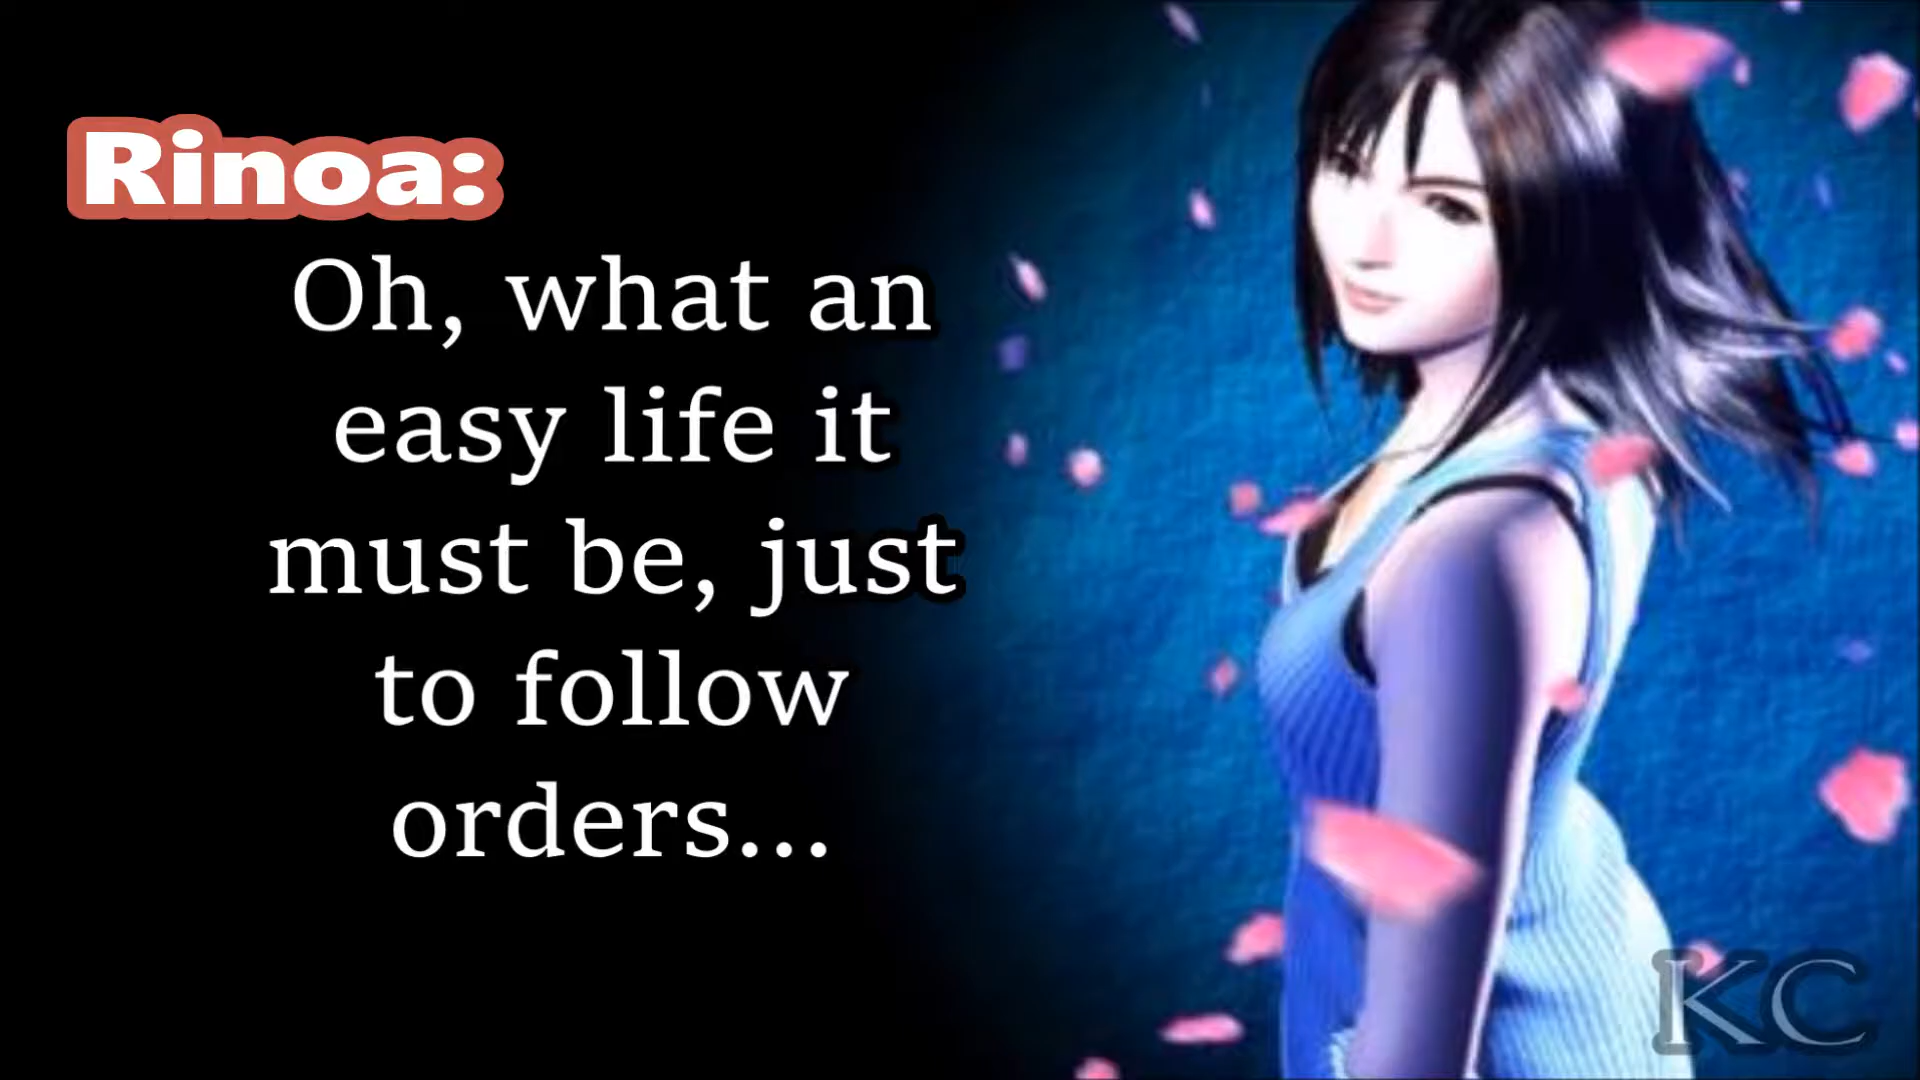 Rinoa:
Oh, what an
easy life it
must be, just
to follow
orders...
KC